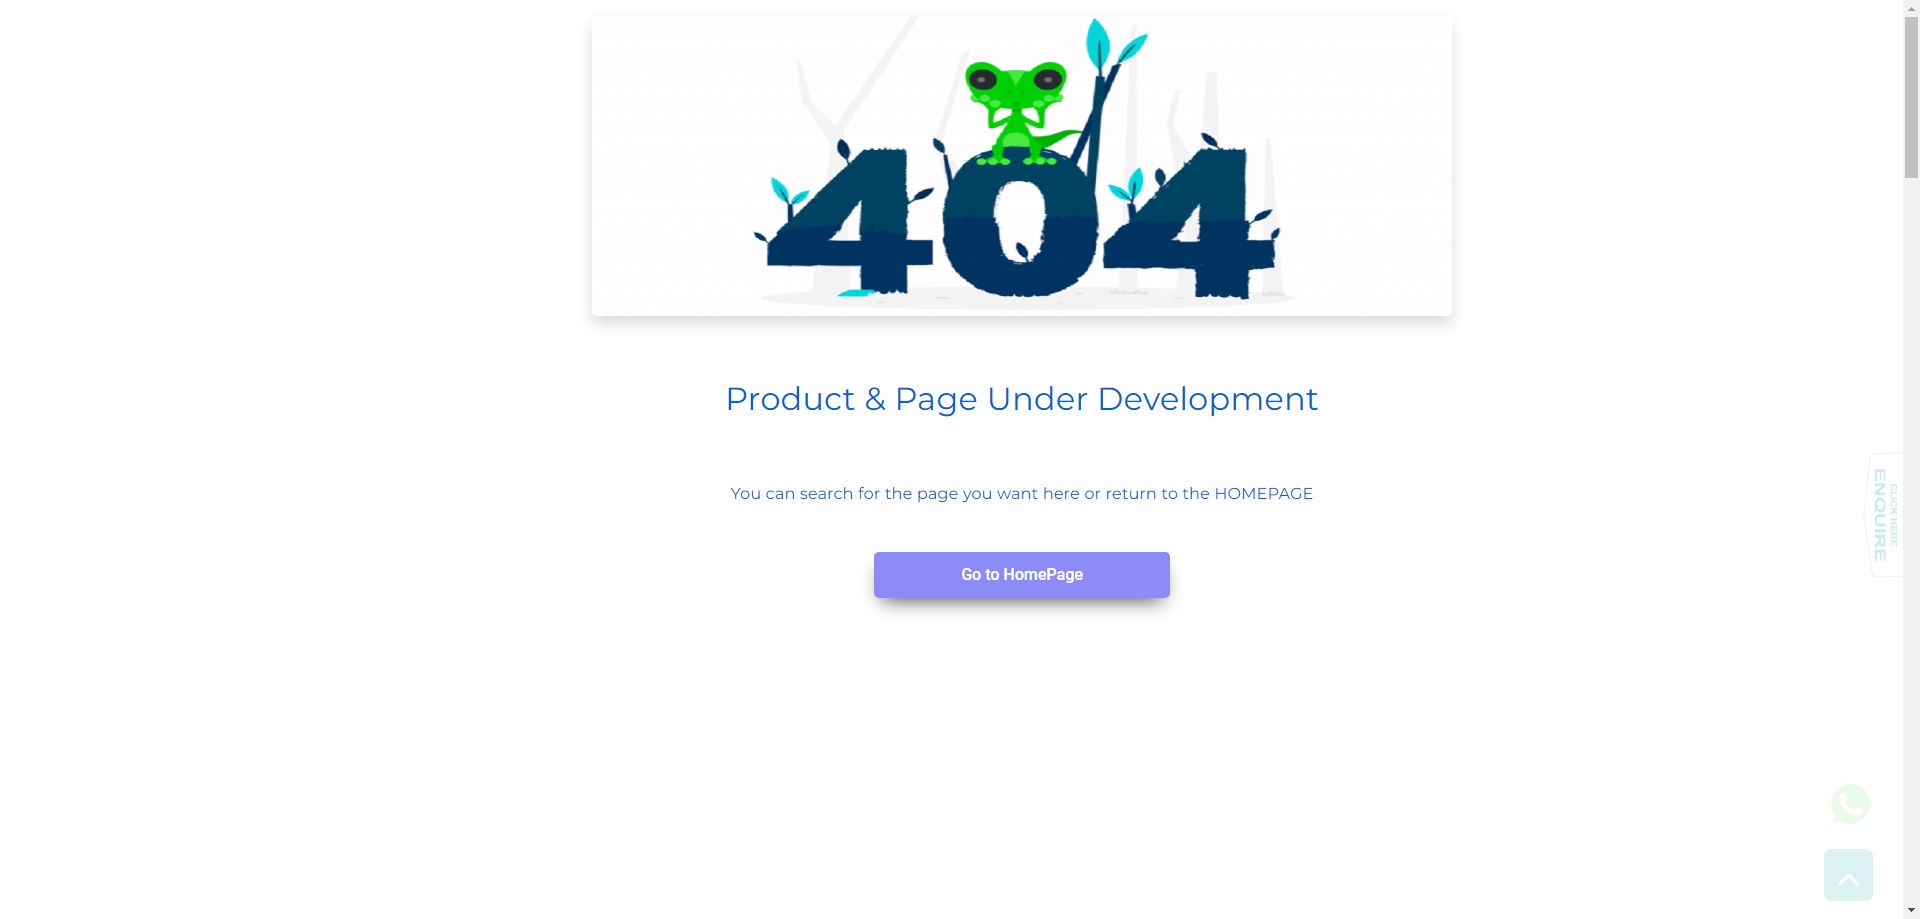 404
Product & Page Under Development
You can search for the page you want here or return to the HOMEPAGE
Go to HomePage
CLICK HERE
ENQUIRE